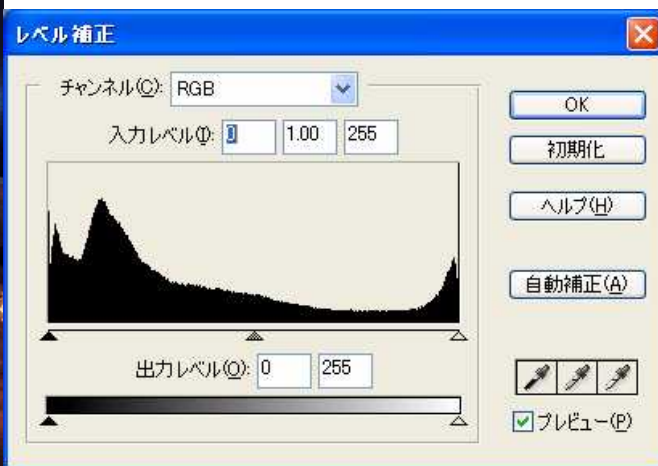 レベル補正
チャンネル(C): RGB
入力レベル(I): 0 1.00 255
出力レベル(O): 0 255
OK
初期化
ヘルプ(H)
自動補正(A)
プレビュー(P)